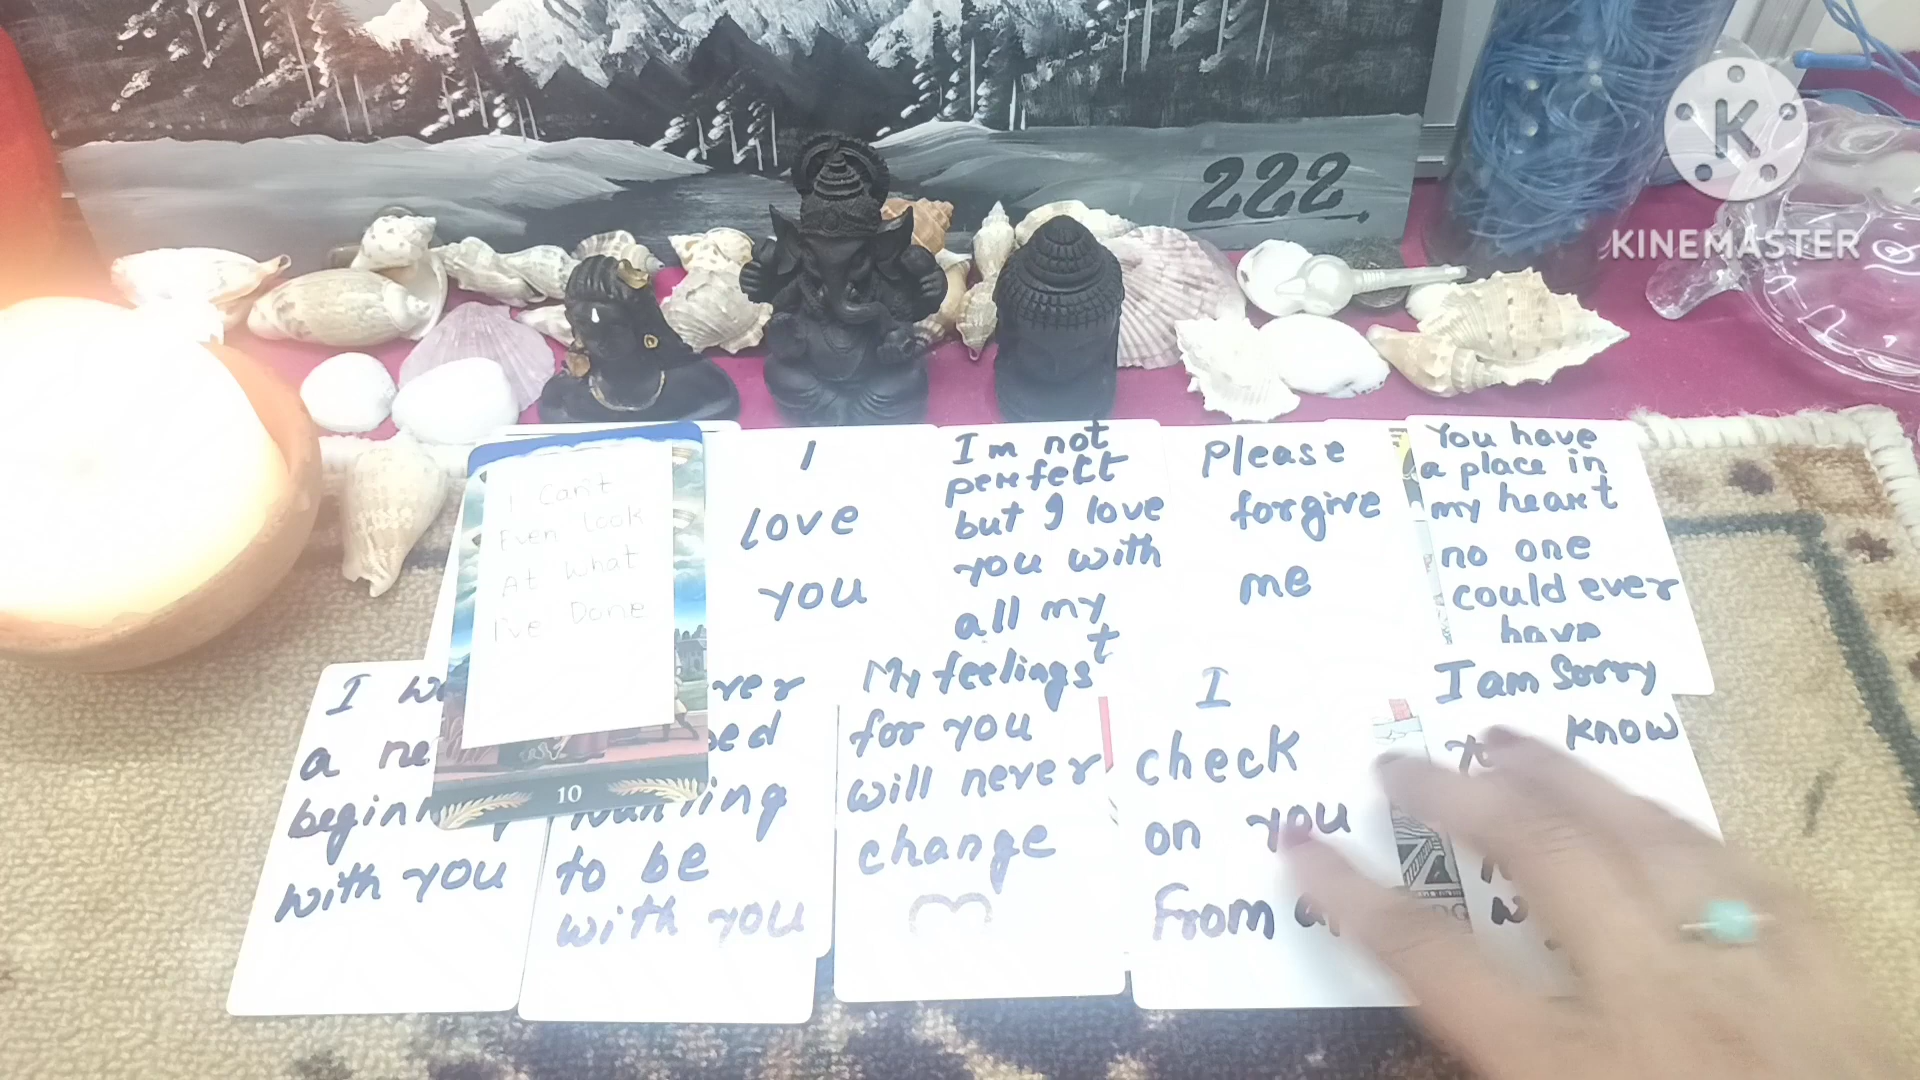 222
K
KINEMASTER
I Can't
Even Look
At What
I've Done
10
I
love
you
Im not
perfect
but I love
you with
all my
Please
forgive
me
You have
a place in
my heart
no one
could ever
have
I
a
with you
to be
with you
My feelings
for you
will never
change
I
check
on you
From
I am Sorry
know